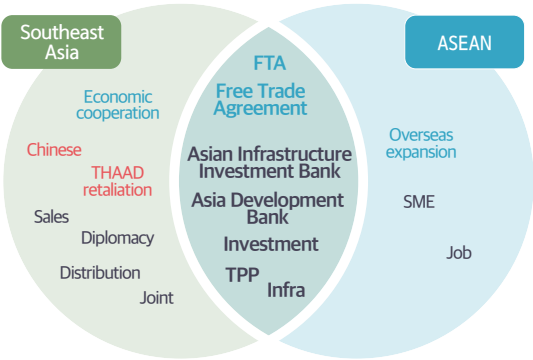 Southeast
Asia
Economic
cooperation
Chinese
THAAD
retaliation
Sales
Diplomacy
Distribution
Joint
FTA
Free Trade
Agreement
Asian Infrastructure
Investment Bank
Asia Development
Bank
Investment
TPP
Infra
ASEAN
Overseas
expansion
SME
Job